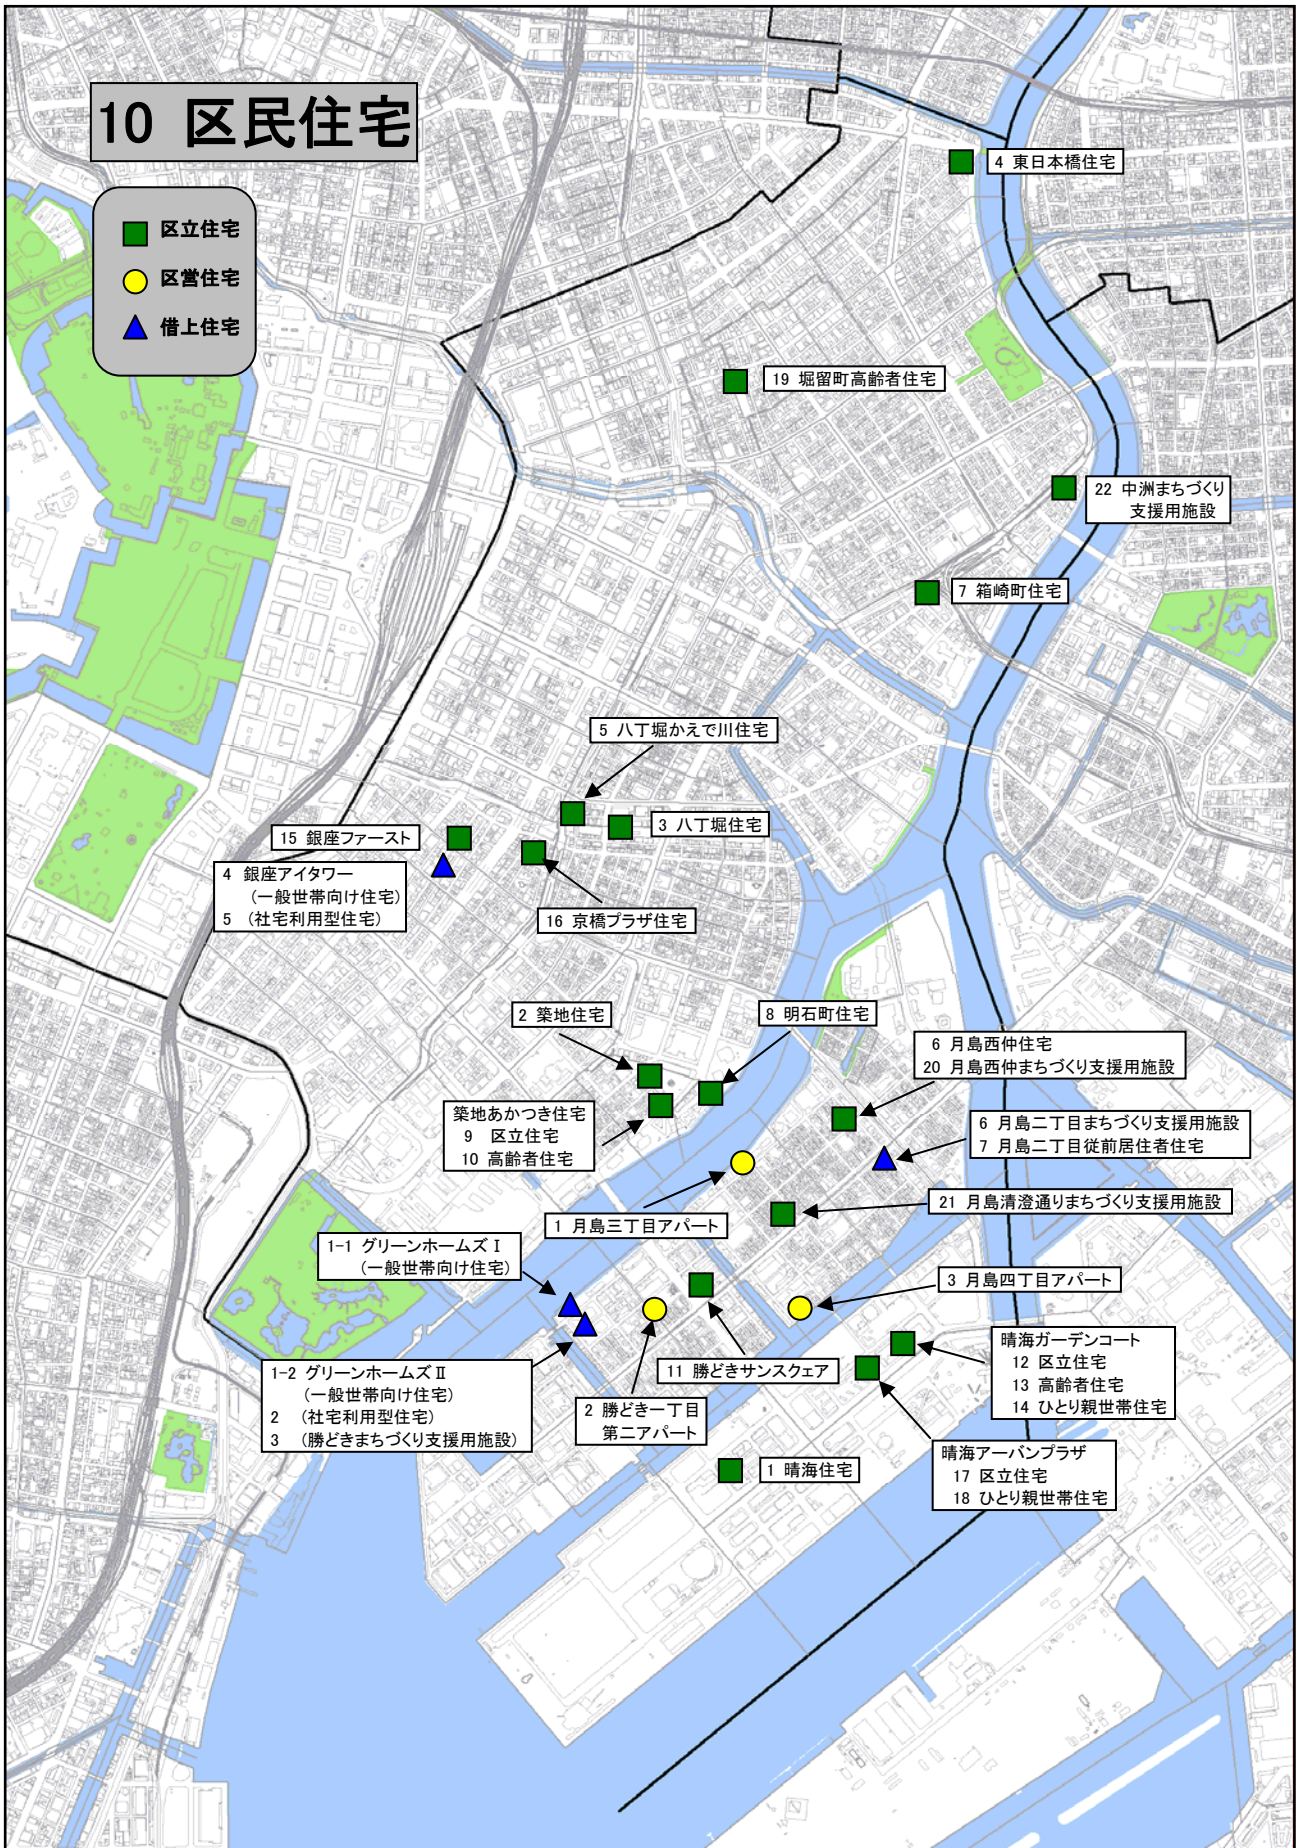 10 区民住宅
区立住宅
区営住宅
借上住宅
4 東日本橋住宅
19 堀留町高齢者住宅
22 中洲まちづくり
支援用施設
7 箱崎町住宅
5 八丁堀かえで川住宅
3 八丁堀住宅
15 銀座ファースト
4 銀座アイタワー
(一般世帯向け住宅)
5 (社宅利用型住宅)
16 京橋プラザ住宅
2 築地住宅
8 明石町住宅
6 月島西仲住宅
20 月島西仲まちづくり支援用施設
築地あかつき住宅
9 区立住宅
10 高齢者住宅
6 月島二丁目まちづくり支援用施設
7 月島二丁目従前居住者住宅
21 月島清澄通りまちづくり支援用施設
1 月島三丁目アパート
1-1 グリーンホームズⅠ
(一般世帯向け住宅)
3 月島四丁目アパート
晴海ガーデンコート
12 区立住宅
13 高齢者住宅
14 ひとり親世帯住宅
11 勝どきサンスクェア
1-2 グリーンホームズⅡ
(一般世帯向け住宅)
2 (社宅利用型住宅)
3 (勝どきまちづくり支援用施設)
2 勝どき一丁目
第二アパート
晴海アーバンプラザ
17 区立住宅
18 ひとり親世帯住宅
1 晴海住宅